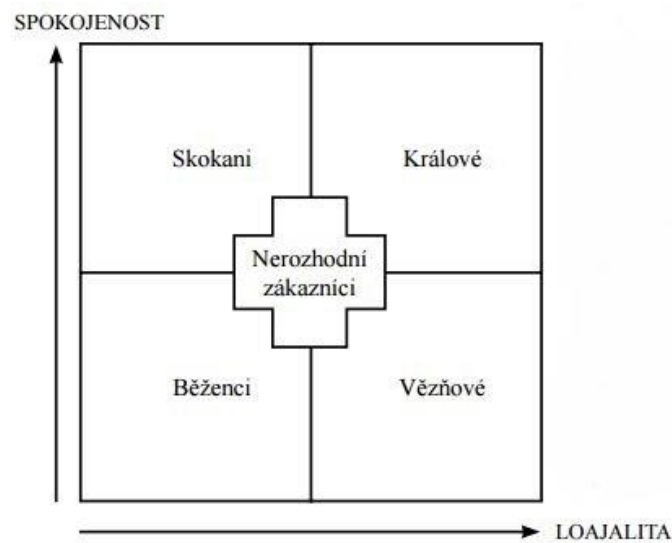 SPOKOJENOST
Skokani
Králové
Nerozhodní
zákazníci
Běženci
Vězňové
LOAJALITA